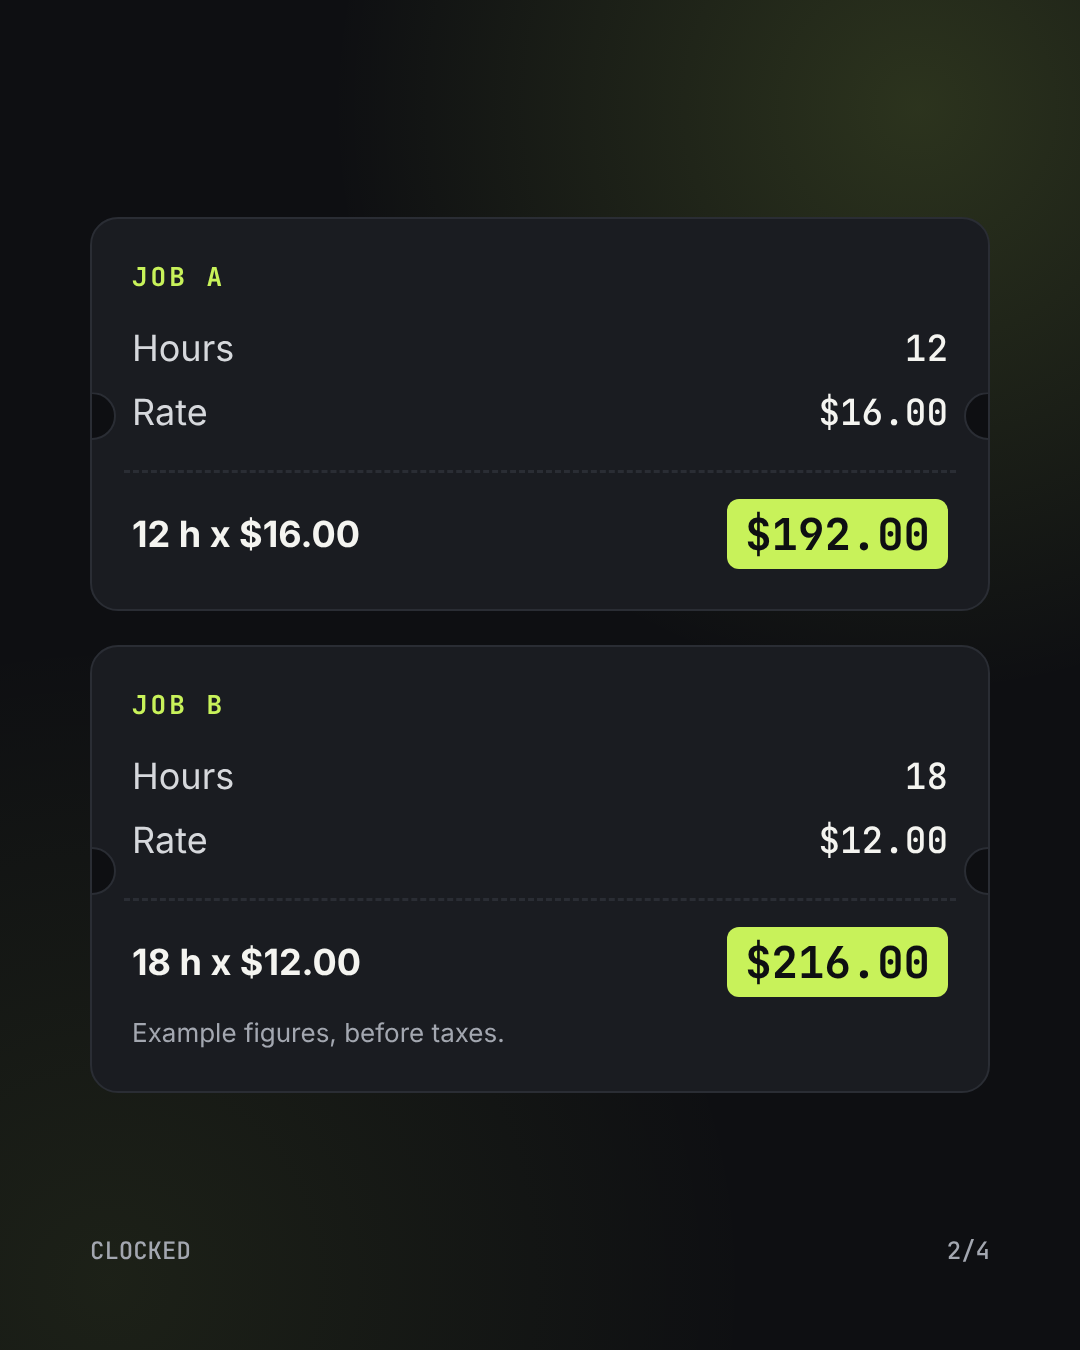 JOB A
Hours 12
Rate $16.00
12 h x $16.00 $192.00
JOB B
Hours 18
Rate $12.00
18 h x $12.00 $216.00
Example figures, before taxes.
CLOCKED 2/4